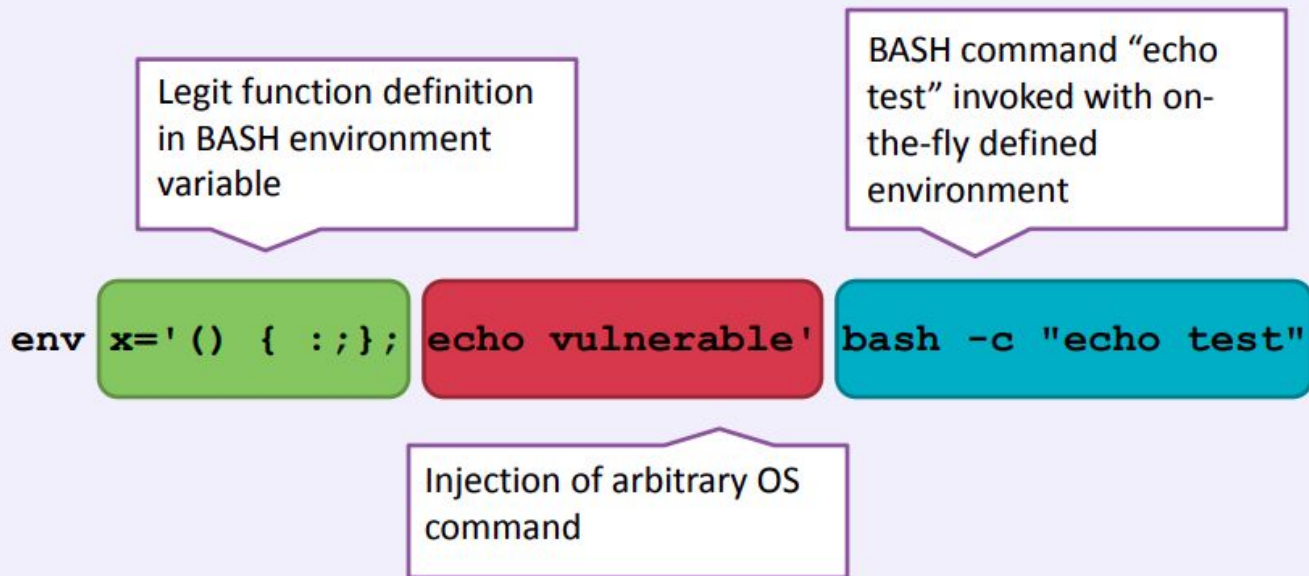 Legit function definition
in BASH environment
variable
BASH command “echo
test” invoked with on-
the-fly defined
environment
env x='() { :;}; echo vulnerable' bash -c "echo test"
Injection of arbitrary OS
command